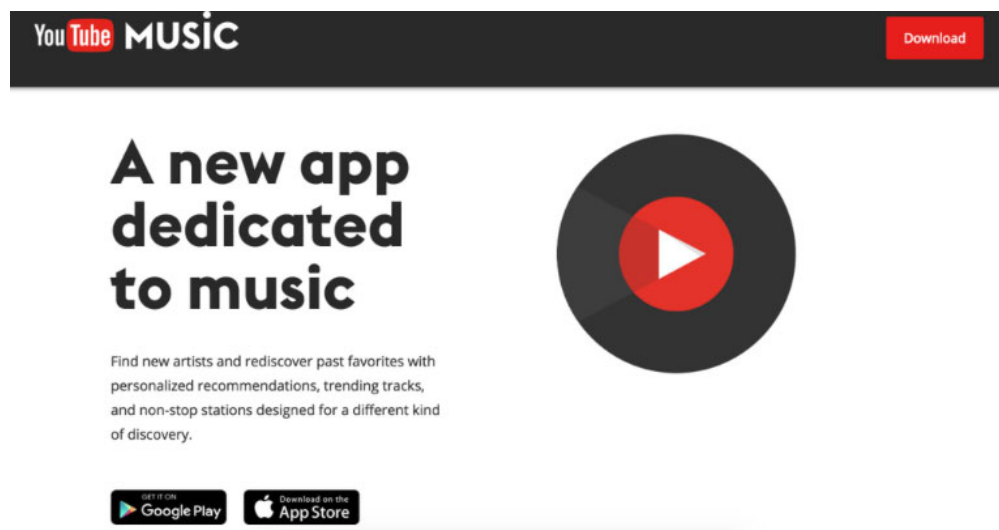 YouTube MUSIC
Download
A new app
dedicated
to music
Find new artists and rediscover past favorites with
personalized recommendations, trending tracks,
and non-stop stations designed for a different kind
of discovery.
GET IT ON
Google Play
Download on the
App Store